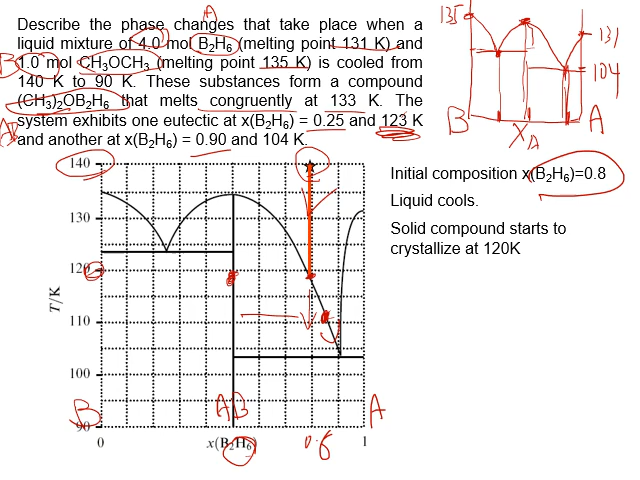 A
Describe the phase changes that take place when a
liquid mixture of 4.0 mol B₂H₆ (melting point 131 K) and
B
1.0 mol CH₃OCH₃ (melting point 135 K) is cooled from
140 K to 90 K. These substances form a compound
(CH₃)₂OB₂H₆ that melts congruently at 133 K. The
AB
system exhibits one eutectic at x(B₂H₆) = 0.25 and 123 K
and another at x(B₂H₆) = 0.90 and 104 K.
135
131
104
B
X_A
A
Initial composition x(B₂H₆)=0.8
Liquid cools.
Solid compound starts to
crystallize at 120K
140
130
120
110
100
90
T/K
B
AB
A
0
x(B₂H₆)
1